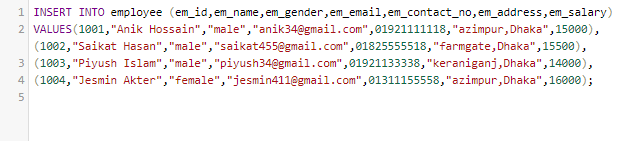 1 INSERT INTO employee (em_id,em_name,em_gender,em_email,em_contact_no,em_address,em_salary)
2 VALUES(1001,"Anik Hossain","male","anik34@gmail.com",01921111118,"azimpur,Dhaka",15000),
(1002,"Saikat Hasan","male","saikat455@gmail.com",01825555518,"farmgate,Dhaka",15500),
3 (1003,"Piyush Islam","male","piyush34@gmail.com",01921133338,"keraniganj,Dhaka",14000),
4 (1004,"Jesmin Akter","female","jesmin411@gmail.com",01311155558,"azimpur,Dhaka",16000);
5